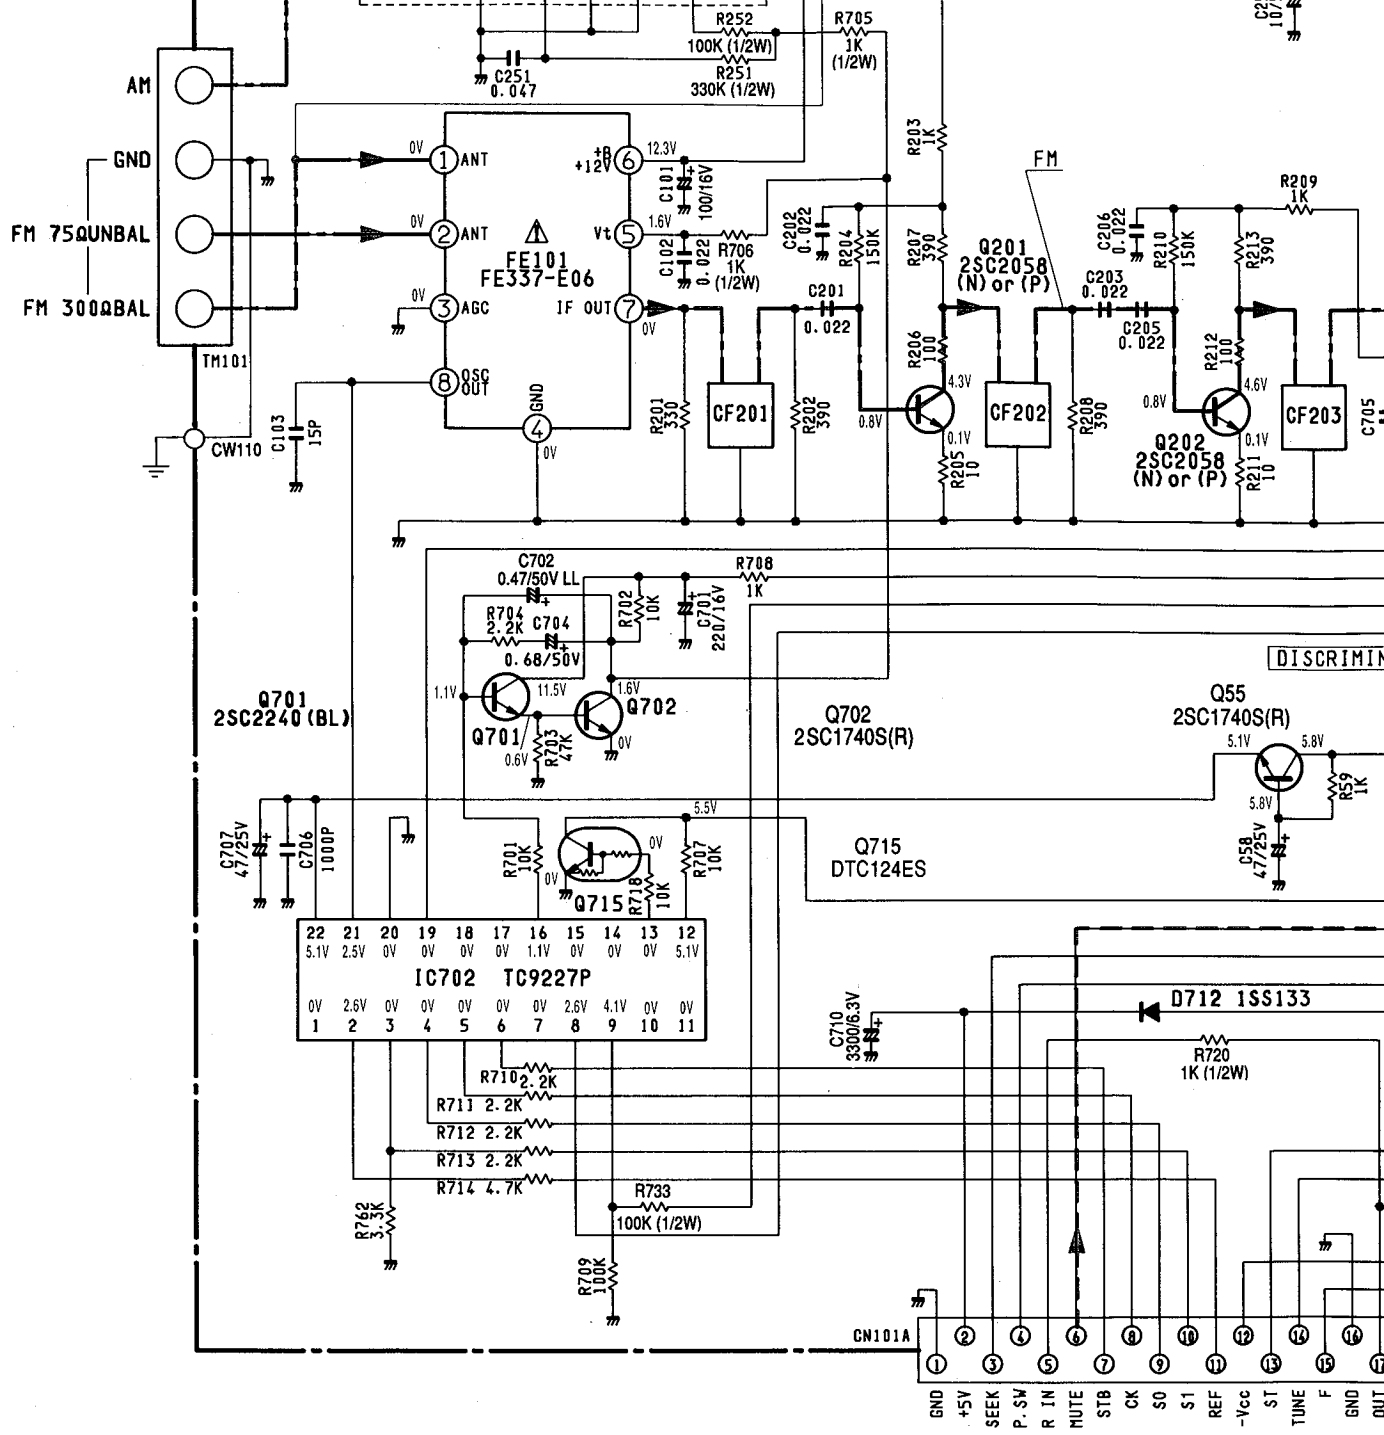 R252
100K (1/2W)
R251
330K (1/2W)
R705
1K
(1/2W)
C251
0.047
AM
GND
FM 75ΩUNBAL
FM 300ΩBAL
TM101
CW110
C103
15P
0V
1
ANT
0V
2
ANT
0V
3
AGC
8
OSC
OUT
GND
4
0V
FE101
FE337-E06
+B
+12V
6
12.3V
C101
100/16V
Vt
5
1.6V
C102
0.022
R706
1K
(1/2W)
IF OUT
7
0V
R201
330
CF201
R202
390
C201
0.022
C202
0.022
R204
150K
R203
1K
R207
390
R206
100
4.3V
0.8V
0.1V
R205
10
Q201
2SC2058
(N) or (P)
FM
CF202
R208
390
C203
0.022
C205
0.022
C206
0.022
R210
150K
R213
390
R209
1K
R212
100
4.6V
0.8V
0.1V
R211
10
Q202
2SC2058
(N) or (P)
CF203
C705
C702
0.47/50V LL
R704
2.2K
C704
0.68/50V
R702
10K
C701
220/16V
R708
1K
1.1V
11.5V
1.6V
Q701
Q702
0.6V
R703
47K
0V
Q701
2SC2240(BL)
Q702
2SC1740S(R)
DISCRIMIN
Q55
2SC1740S(R)
5.1V
5.8V
5.8V
R59
1K
C58
47/25V
C707
47/25V
C706
1000P
R701
10K
5.5V
0V
0V
Q715
R718
10K
R707
10K
Q715
DTC124ES
22 21 20 19 18 17 16 15 14 13 12
5.1V 2.5V 0V 0V 0V 0V 1.1V 0V 0V 0V 5.1V
IC702 TC9227P
0V 2.6V 0V 0V 0V 0V 0V 2.6V 4.1V 0V 0V
1 2 3 4 5 6 7 8 9 10 11
R710 2.2K
R711 2.2K
R712 2.2K
R713 2.2K
R714 4.7K
R762
3.3K
R733
100K (1/2W)
R709
100K
C710
3300/6.3V
D712 1SS133
R720
1K (1/2W)
CN101A
2 4 6 8 10 12 14 16
1 3 5 7 9 11 13 15 17
GND
+5V
SEEK
P.SW
R IN
MUTE
STB
CK
SO
S1
REF
-Vcc
ST
TUNE
F
GND
OUT